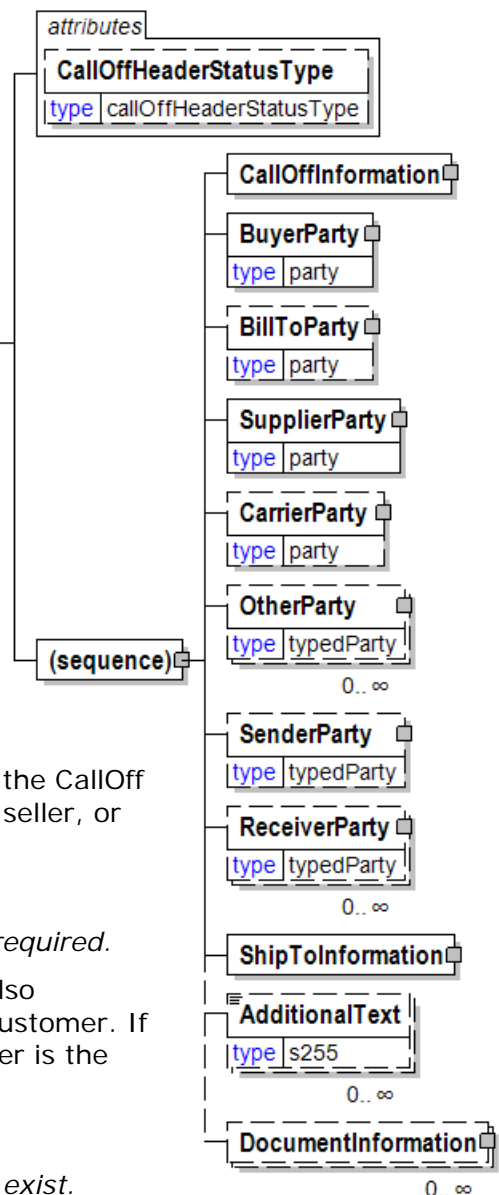 attributes
CallOffHeaderStatusType
type callOffHeaderStatusType
CallOffInformation
BuyerParty
type party
BillToParty
type party
SupplierParty
type party
CarrierParty
type party
OtherParty
type typedParty
(sequence)
0.. ∞
SenderParty
type typedParty
the CallOff
seller, or
ReceiverParty
type typedParty
0.. ∞
required.
ShipToInformation
lso
ustomer. If
er is the
AdditionalText
type s255
0.. ∞
DocumentInformation
exist.
0.. ∞